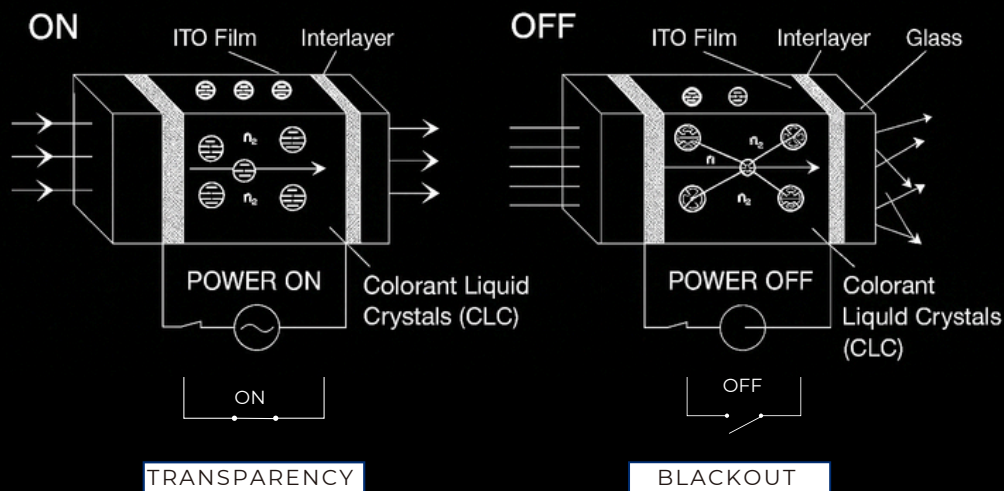 ON
ITO Film
Interlayer
n₂
n₂
POWER ON
Colorant Liquid
Crystals (CLC)
ON
TRANSPARENCY
OFF
ITO Film
Interlayer
Glass
n₂
n
n₂
POWER OFF
Colorant
Liquld Crystals
(CLC)
OFF
BLACKOUT